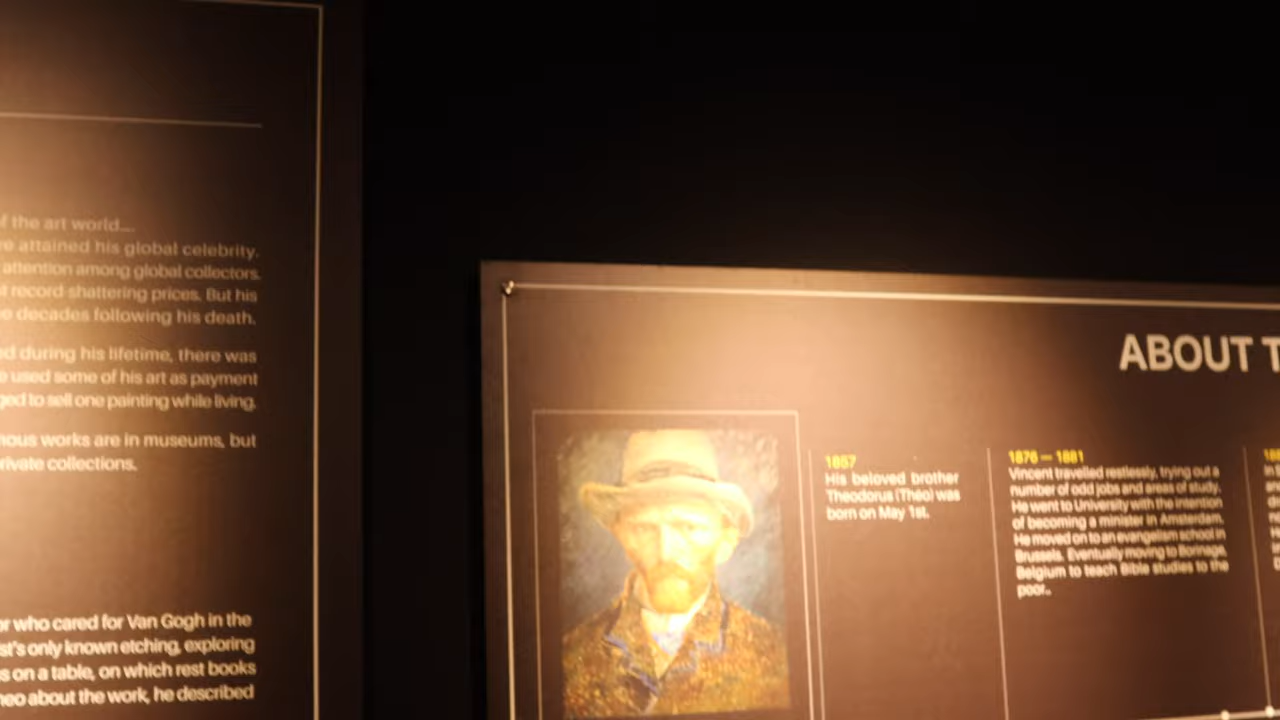 f the art world....
e attained his global celebrity.
attention among global collectors.
t record-shattering prices. But his
e decades following his death.
ed during his lifetime, there was
e used some of his art as payment
ged to sell one painting while living.
nous works are in museums, but
rivate collections.
or who cared for Van Gogh in the
st's only known etching, exploring
s on a table, on which rest books
heo about the work, he described
ABOUT T
1857
His beloved brother
Theodorus (Théo) was
born on May 1st.
1876 — 1881
Vincent travelled restlessly, trying out a
number of odd jobs and areas of study.
He went to University with the intention
of becoming a minister in Amsterdam.
He moved on to an evangelism school in
Brussels. Eventually moving to Borinage,
Belgium to teach Bible studies to the
poor..